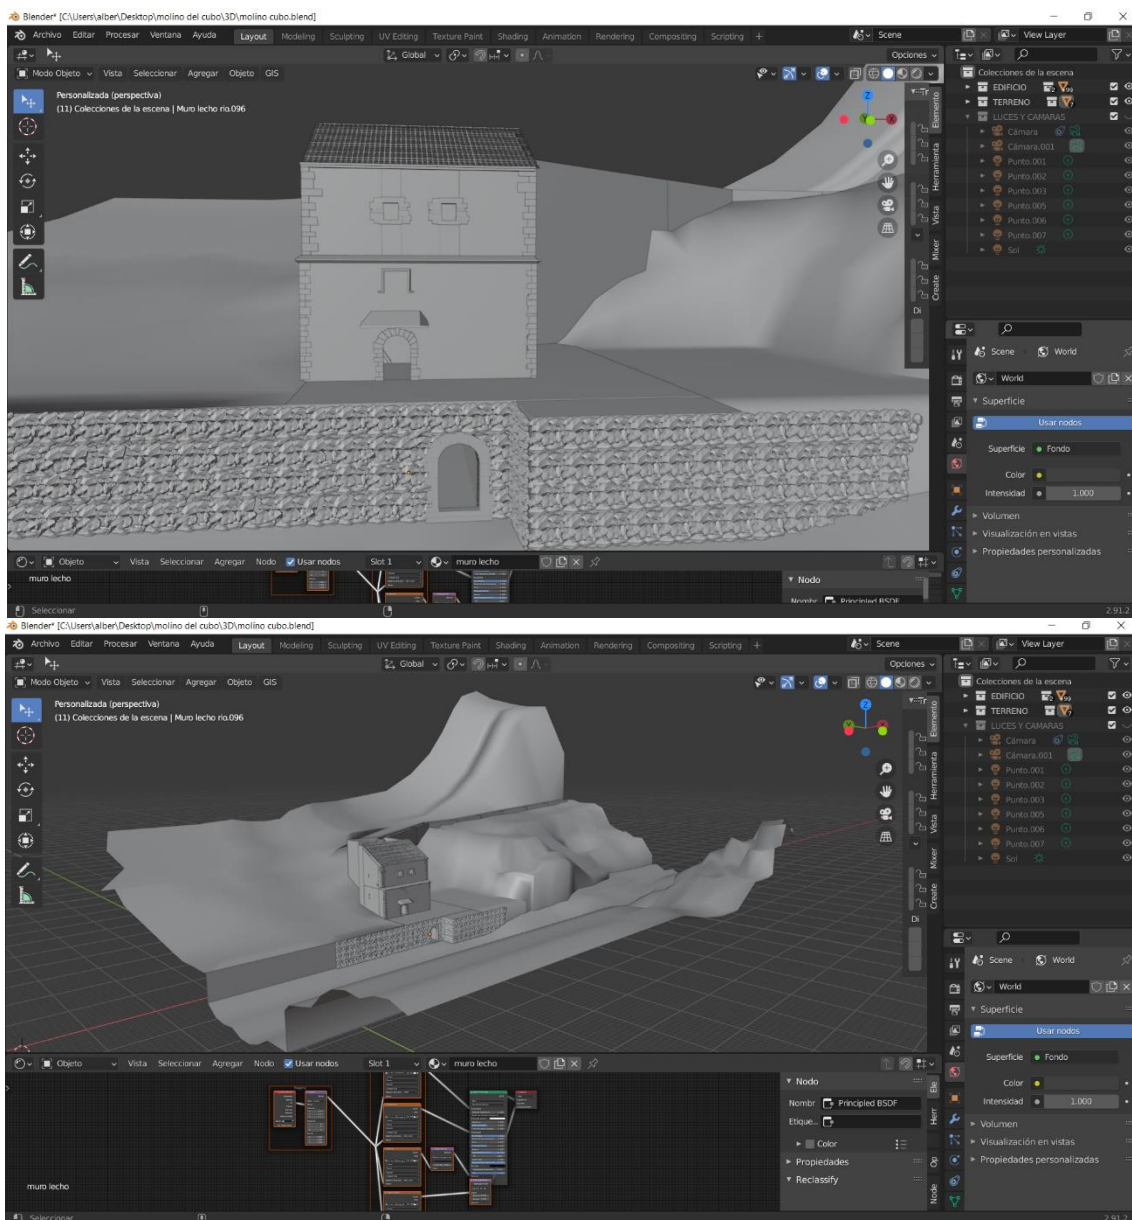 Blender* [C:\Users\alber\Desktop\molino del cubo\3D\molino cubo.blend]
Archivo Editar Procesar Ventana Ayuda Layout Modeling Sculpting UV Editing Texture Paint Shading Animation Rendering Compositing Scripting + Scene View Layer
Global Opciones
Modo Objeto Vista Seleccionar Agregar Objeto GIS
Personalizada (perspectiva)
(11) Colecciones de la escena | Muro lecho rio.096
Z
X
Elemento
Herramienta
Vista
Mixer
Create
Di
Colecciones de la escena
EDIFICIO
TERRENO
LUCES Y CAMARAS
Cámara
Cámara.001
Punto.001
Punto.002
Punto.003
Punto.005
Punto.006
Punto.007
Sol
Scene World
World
Superficie
Usar nodos
Superficie Fondo
Color
Intensidad 1.000
Volumen
Visualización en vistas
Propiedades personalizadas
Objeto Vista Seleccionar Agregar Nodo Usar nodos Slot 1 muro lecho
muro lecho
Nodo
Nombr Principled BSDF
Seleccionar
2.91.2
Blender* [C:\Users\alber\Desktop\molino del cubo\3D\molino cubo.blend]
Archivo Editar Procesar Ventana Ayuda Layout Modeling Sculpting UV Editing Texture Paint Shading Animation Rendering Compositing Scripting + Scene View Layer
Global Opciones
Modo Objeto Vista Seleccionar Agregar Objeto GIS
Personalizada (perspectiva)
(11) Colecciones de la escena | Muro lecho rio.096
Z
Elemento
Herramienta
Vista
Mixer
Create
Di
Colecciones de la escena
EDIFICIO
TERRENO
LUCES Y CAMARAS
Cámara
Cámara.001
Punto.001
Punto.002
Punto.003
Punto.005
Punto.006
Punto.007
Sol
Scene World
World
Superficie
Usar nodos
Superficie Fondo
Color
Intensidad 1.000
Volumen
Visualización en vistas
Propiedades personalizadas
Objeto Vista Seleccionar Agregar Nodo Usar nodos Slot 1 muro lecho
Nodo
Nombr Principled BSDF
Etique...
Color
Propiedades
Reclassify
Ele
Herr
Op
Node
muro lecho
Seleccionar
2.91.2